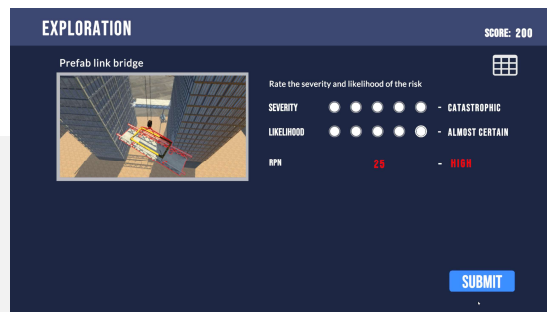 EXPLORATION
SCORE: 200
Prefab link bridge
Rate the severity and likelihood of the risk
SEVERITY - CATASTROPHIC
LIKELIHOOD - ALMOST CERTAIN
RPN 25 - HIGH
SUBMIT